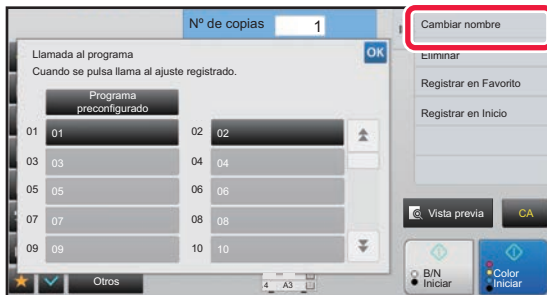 Nº de copias 1
Cambiar nombre
Llamada al programa OK
Cuando se pulsa llama al ajuste registrado.
Eliminar
Registrar en Favorito
Registrar en Inicio
Programa
preconfigurado
01 01 02 02
03 03 04 04
05 05 06 06
07 07 08 08
09 09 10 10
Vista previa CA
Otros
4 A3
B/N
Iniciar
Color
Iniciar